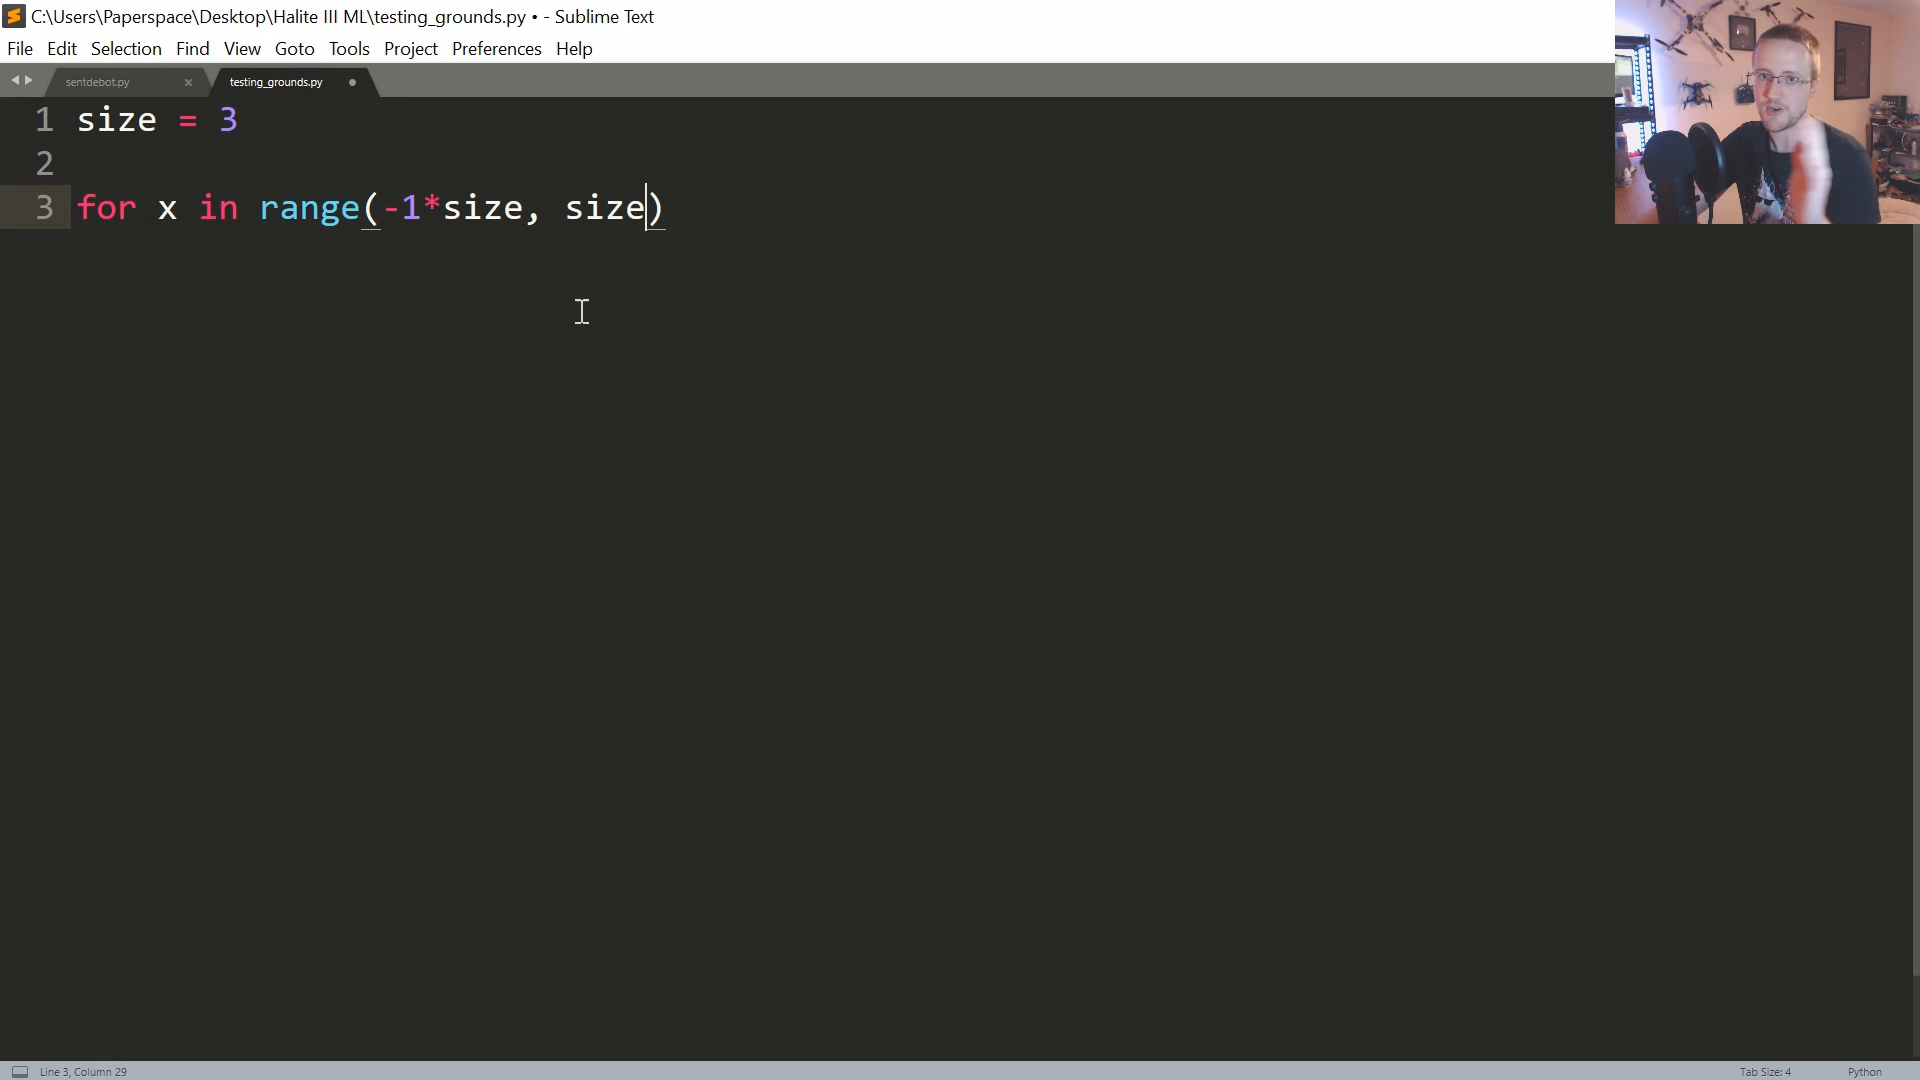 C:\Users\Paperspace\Desktop\Halite III ML\testing_grounds.py • - Sublime Text
File Edit Selection Find View Goto Tools Project Preferences Help
sentdebot.py × testing_grounds.py
1 size = 3
2
3 for x in range(-1*size, size)
Line 3, Column 29 Tab Size: 4 Python